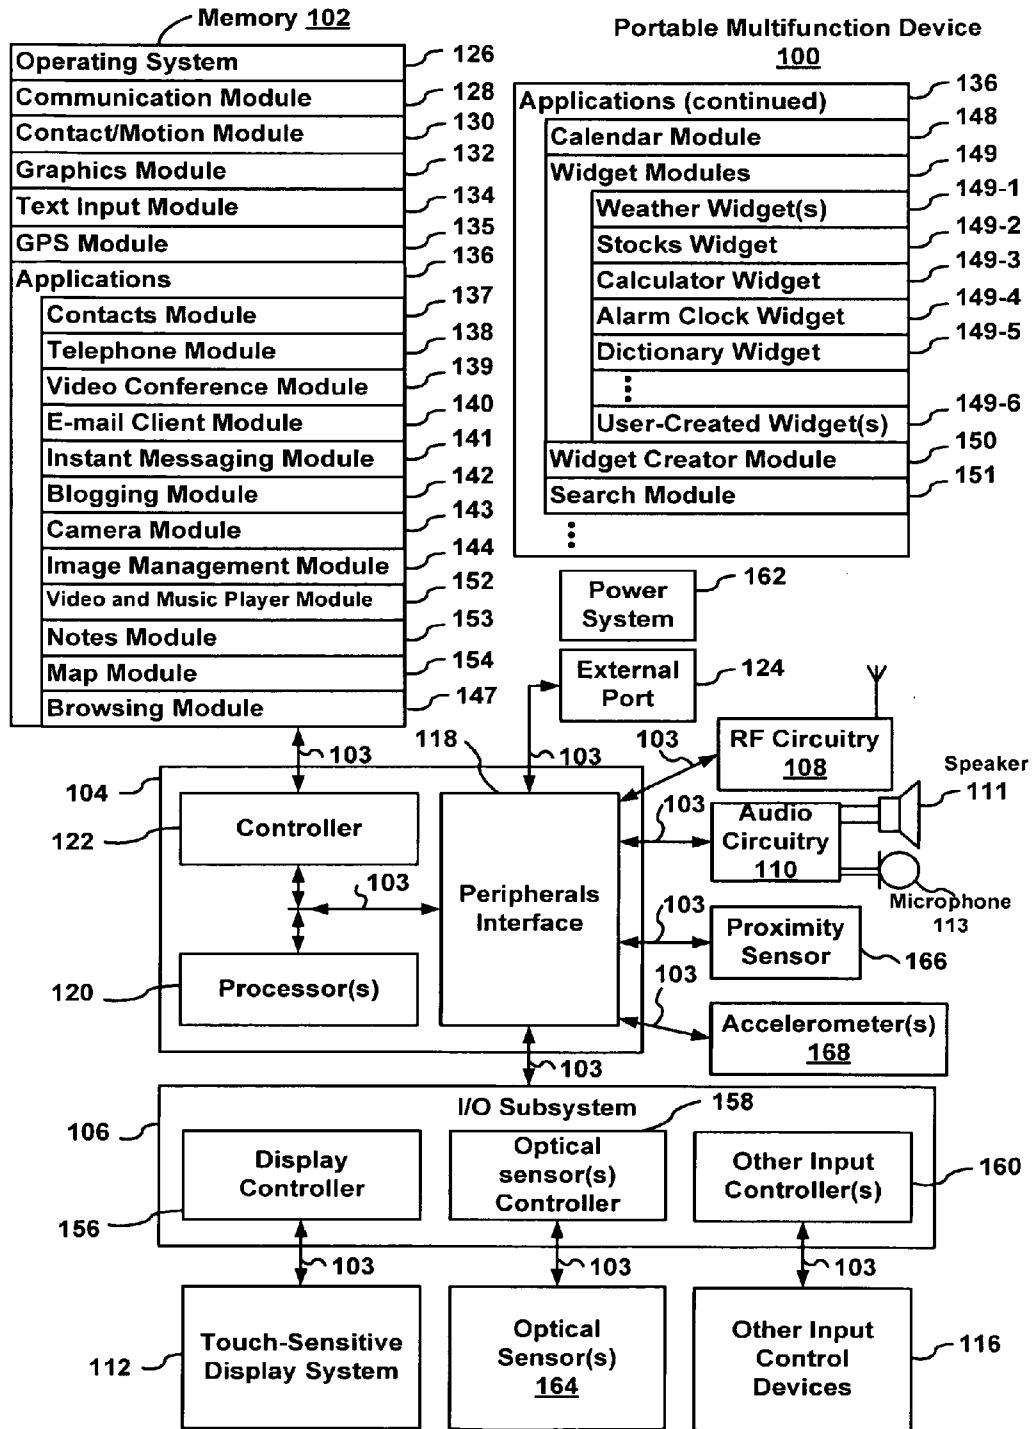 Memory 102
Operating System 126
Communication Module 128
Contact/Motion Module 130
Graphics Module 132
Text Input Module 134
GPS Module 135
Applications 136
Contacts Module 137
Telephone Module 138
Video Conference Module 139
E-mail Client Module 140
Instant Messaging Module 141
Blogging Module 142
Camera Module 143
Image Management Module 144
Video and Music Player Module 152
Notes Module 153
Map Module 154
Browsing Module 147
Portable Multifunction Device
100
Applications (continued) 136
Calendar Module 148
Widget Modules 149
Weather Widget(s) 149-1
Stocks Widget 149-2
Calculator Widget 149-3
Alarm Clock Widget 149-4
Dictionary Widget 149-5
User-Created Widget(s) 149-6
Widget Creator Module 150
Search Module 151
Power
System
162
External
Port
124
103
118
103
103
RF Circuitry
108
Speaker
111
104
122
Controller
103
Audio
Circuitry
110
103
Peripherals
Interface
Microphone
113
103
Proximity
Sensor
166
120
Processor(s)
103
Accelerometer(s)
168
103
I/O Subsystem
158
106
Display
Controller
156
Optical
sensor(s)
Controller
Other Input
Controller(s)
160
103
103
103
Touch-Sensitive
Display System
112
Optical
Sensor(s)
164
Other Input
Control
Devices
116